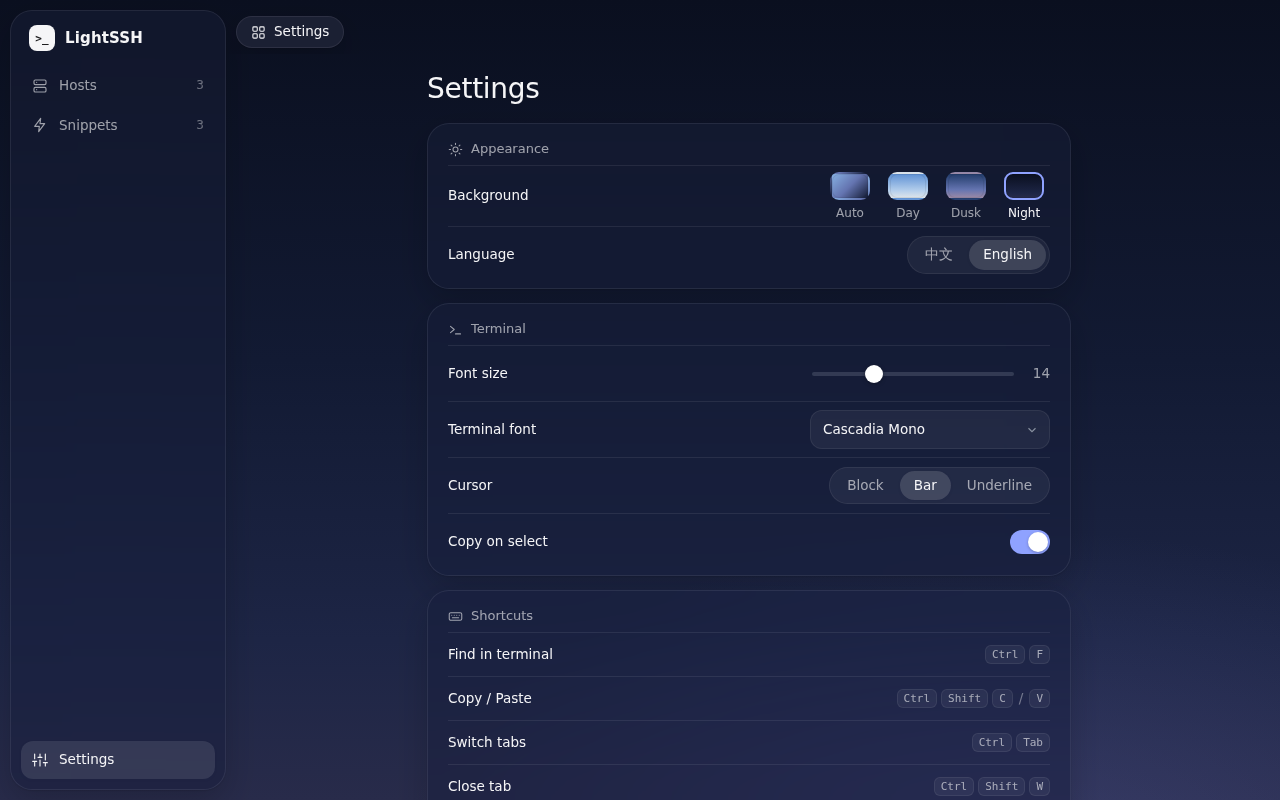 >_ LightSSH
Hosts 3
Snippets 3
Settings
Settings
Settings
Appearance
Background
Auto Day Dusk Night
Language 中文 English
Terminal
Font size 14
Terminal font Cascadia Mono
Cursor Block Bar Underline
Copy on select
Shortcuts
Find in terminal Ctrl F
Copy / Paste Ctrl Shift C / V
Switch tabs Ctrl Tab
Close tab Ctrl Shift W